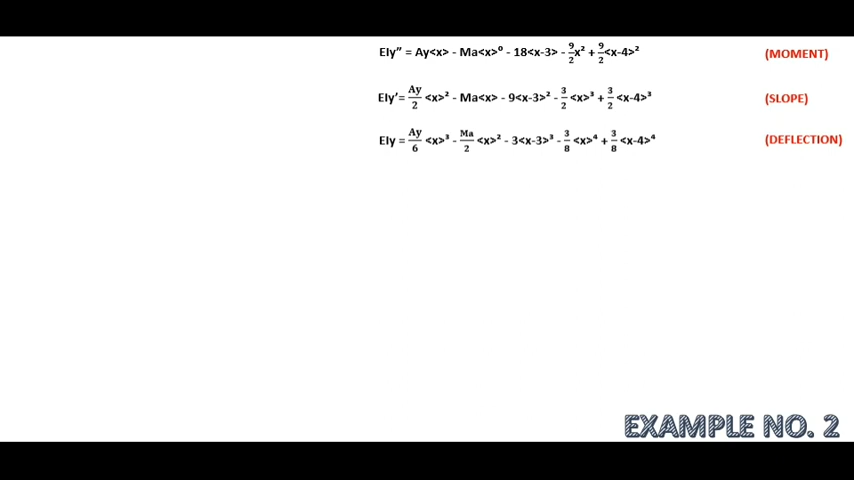 EIy” = Ay<x> - Ma<x>⁰ - 18<x-3> - 9/2 x² + 9/2 <x-4>² (MOMENT)
EIy’= Ay/2 <x>² - Ma<x> - 9<x-3>² - 3/2 <x>³ + 3/2 <x-4>³ (SLOPE)
EIy = Ay/6 <x>³ - Ma/2 <x>² - 3<x-3>³ - 3/8 <x>⁴ + 3/8 <x-4>⁴ (DEFLECTION)
EXAMPLE NO. 2